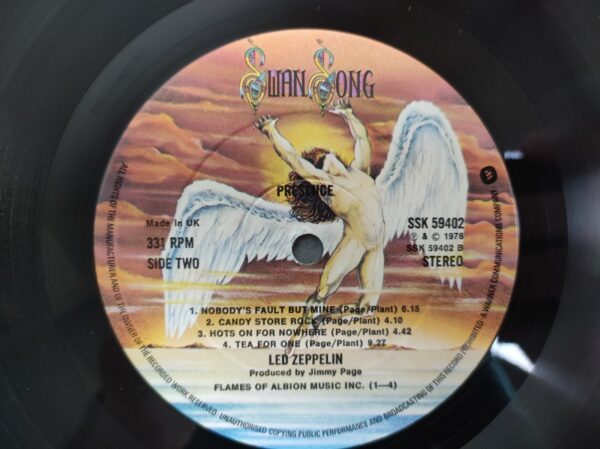 SWAN SONG
PRESENCE
Made in UK
33⅓ RPM
SIDE TWO
SSK 59402
℗ & © 1976
SSK 59402 B
STEREO
1. NOBODY'S FAULT BUT MINE (Page/Plant) 6.15
2. CANDY STORE ROCK (Page/Plant) 4.10
3. HOTS ON FOR NOWHERE (Page/Plant) 4.42
4. TEA FOR ONE (Page/Plant) 9.27
LED ZEPPELIN
Produced by Jimmy Page
FLAMES OF ALBION MUSIC INC. (1—4)
ALL RIGHTS OF THE MANUFACTURER AND OF THE OWNER OF THE RECORDED WORK RESERVED. UNAUTHORISED COPYING PUBLIC PERFORMANCE AND BROADCASTING OF THIS RECORD PROHIBITED. A WARNER COMMUNICATIONS COMPANY